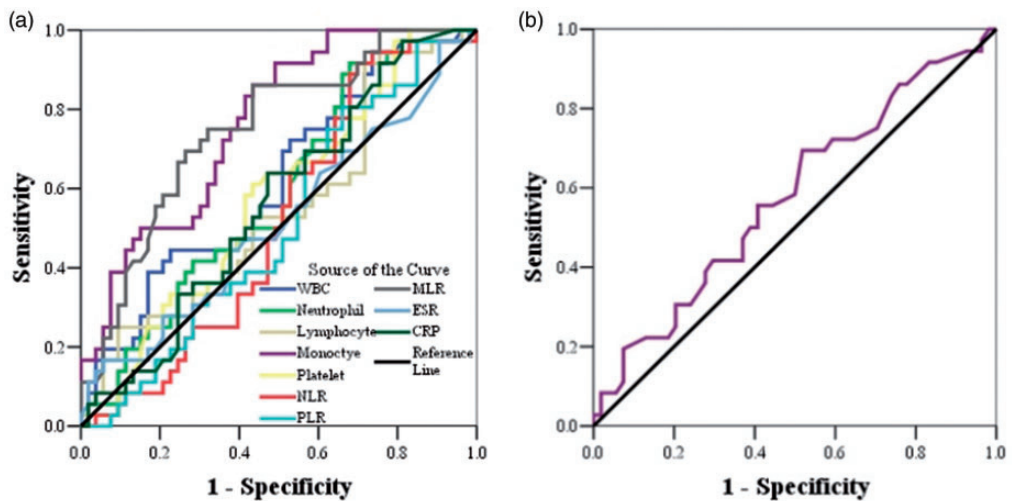 (a)
1.0
0.8
0.6
0.4
0.2
0.0
Sensitivity
0.0 0.2 0.4 0.6 0.8 1.0
1 - Specificity
Source of the Curve
WBC
Neutrophil
Lymphocyte
Monoctye
Platelet
NLR
PLR
MLR
ESR
CRP
Reference
Line
(b)
1.0
0.8
0.6
0.4
0.2
0.0
Sensitivity
0.0 0.2 0.4 0.6 0.8 1.0
1 - Specificity